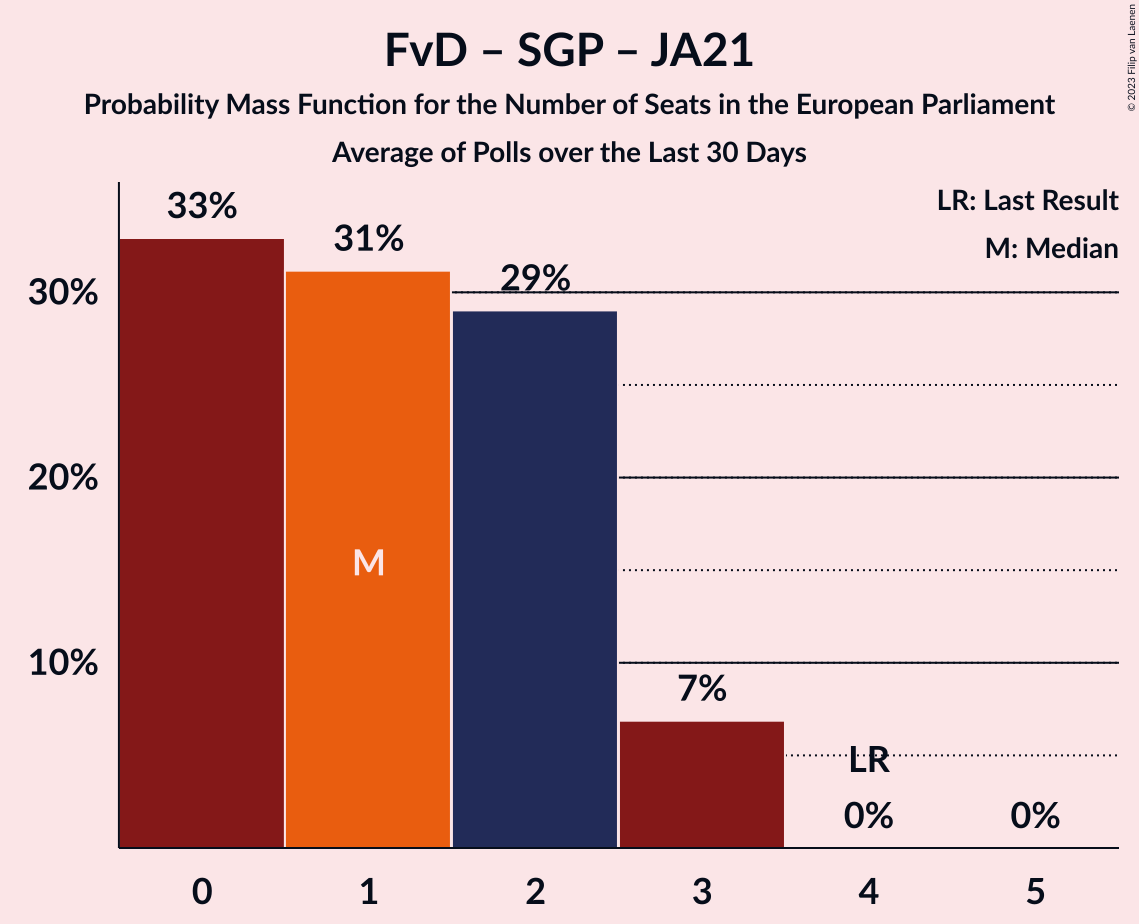 FvD – SGP – JA21
Probability Mass Function for the Number of Seats in the European Parliament
Average of Polls over the Last 30 Days
© 2023 Filip van Laenen
LR: Last Result
M: Median
33%
31%
29%
7%
LR
0%
0%
M
30%
20%
10%
0 1 2 3 4 5